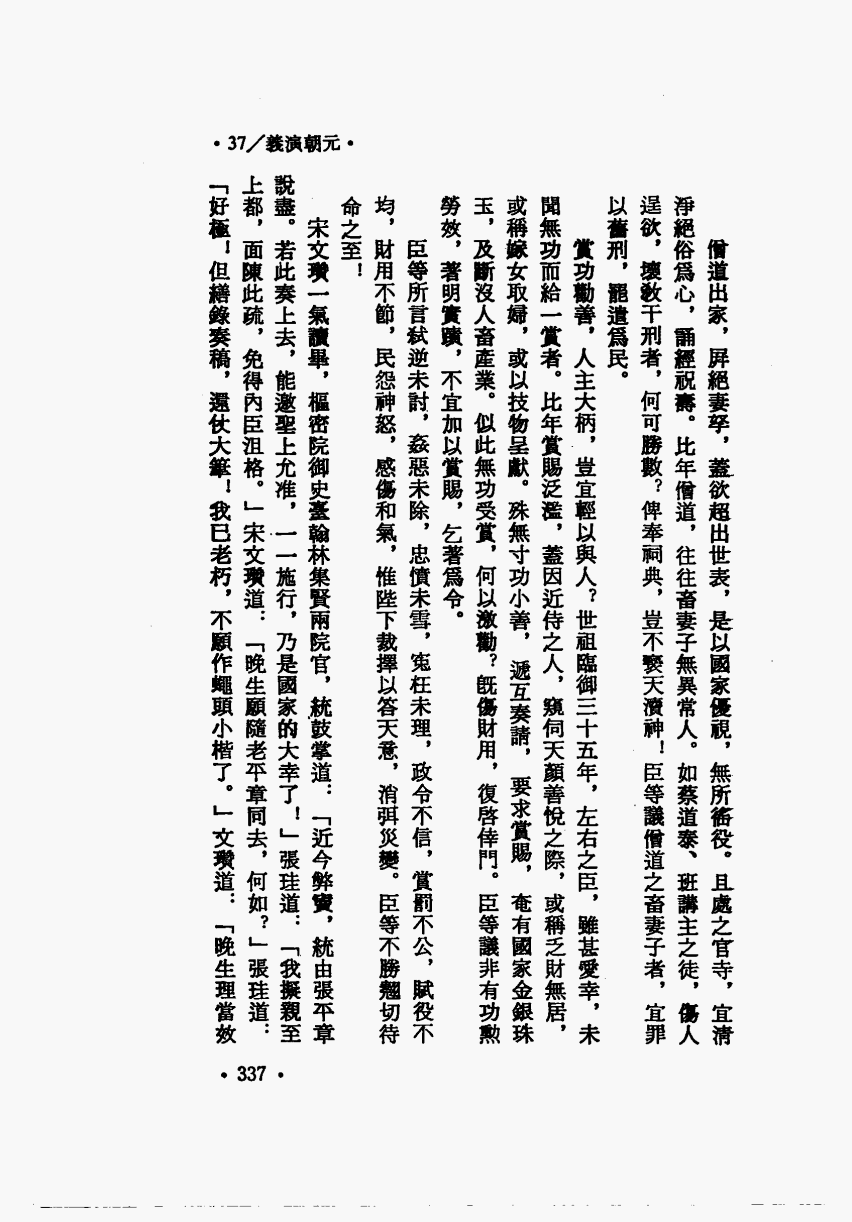 •37／義演朝元•
僧道出家，屏絕妻孥，蓋欲超出世表，是以國家優視，無所徭役。且處之官寺，宜清
淨絕俗爲心，誦經祝壽。比年僧道，往往畜妻子無異常人。如蔡道泰、班講主之徒，傷人
逞欲，壞敎干刑者，何可勝數？俾奉祠典，豈不褻天瀆神！臣等議僧道之畜妻子者，宜罪
以舊刑，罷遣爲民。
賞功勸善，人主大柄，豈宜輕以與人？世祖臨御三十五年，左右之臣，雖甚愛幸，未
聞無功而給一賞者。比年賞賜泛濫，蓋因近侍之人，窺伺天顏善悅之際，或稱乏財無居，
或稱嫁女取婦，或以技物呈獻。殊無寸功小善，遞互奏請，要求賞賜，奄有國家金銀珠
玉，及斷沒人畜產業。似此無功受賞，何以激勸？旣傷財用，復啓倖門。臣等議非有功勳
勞效，著明實蹟，不宜加以賞賜，乞著爲令。
臣等所言弑逆未討，姦惡未除，忠憤未雪，寃枉未理，政令不信，賞罰不公，賦役不
均，財用不節，民怨神怒，感傷和氣，惟陛下裁擇以答天意，消弭災變。臣等不勝翹切待
命之至！
宋文瓚一氣讀畢，樞密院御史臺翰林集賢兩院官，統鼓掌道：「近今弊竇，統由張平章
說盡。若此奏上去，能邀聖上允准，一一施行，乃是國家的大幸了！」張珪道：「我擬親至
上都，面陳此疏，免得內臣沮格。」宋文瓚道：「晚生願隨老平章同去，何如？」張珪道：
「好極！但繕錄奏稿，還仗大筆！我已老朽，不願作蠅頭小楷了。」文瓚道：「晚生理當效
•337•